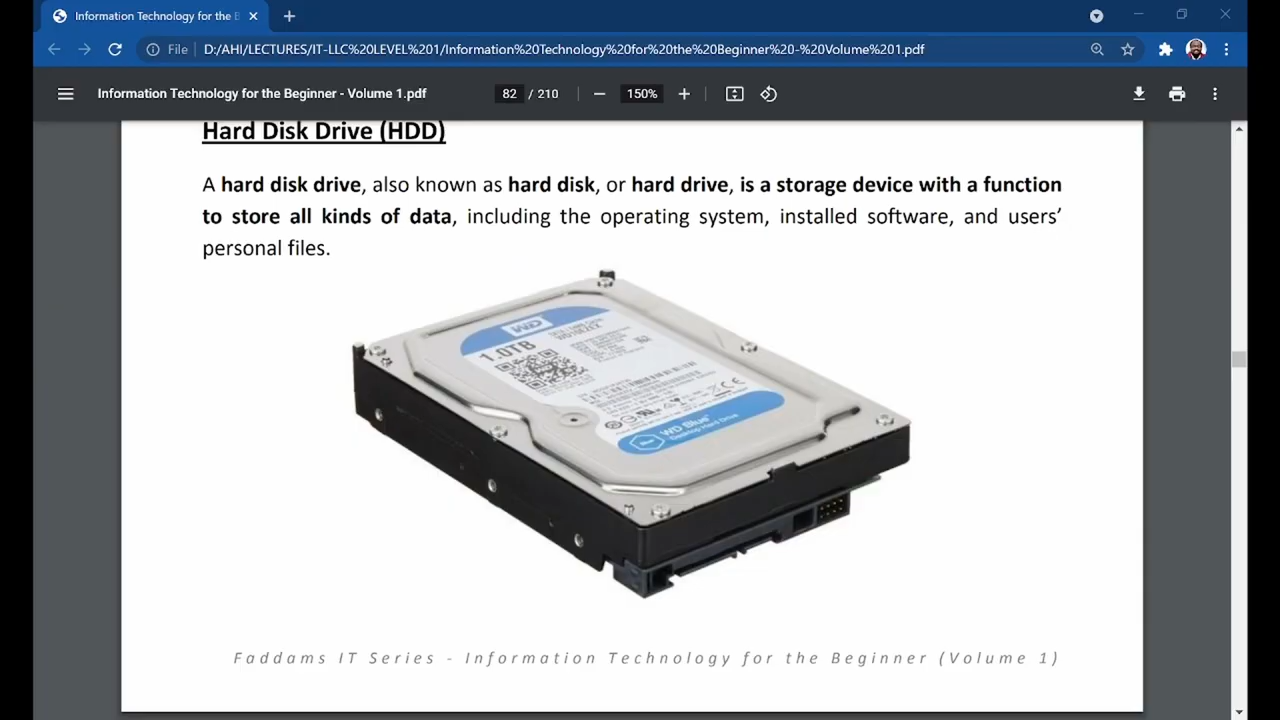 Information Technology for the B
File
D:/AHI/LECTURES/IT-LLC%20LEVEL%201/Information%20Technology%20for%20the%20Beginner%20-%20Volume%201.pdf
Information Technology for the Beginner - Volume 1.pdf
82 / 210
150%
Hard Disk Drive (HDD)
A hard disk drive, also known as hard disk, or hard drive, is a storage device with a function
to store all kinds of data, including the operating system, installed software, and users’
personal files.
WD
1.0TB
WD Blue
Desktop Hard Drive
Faddams IT Series - Information Technology for the Beginner (Volume 1)